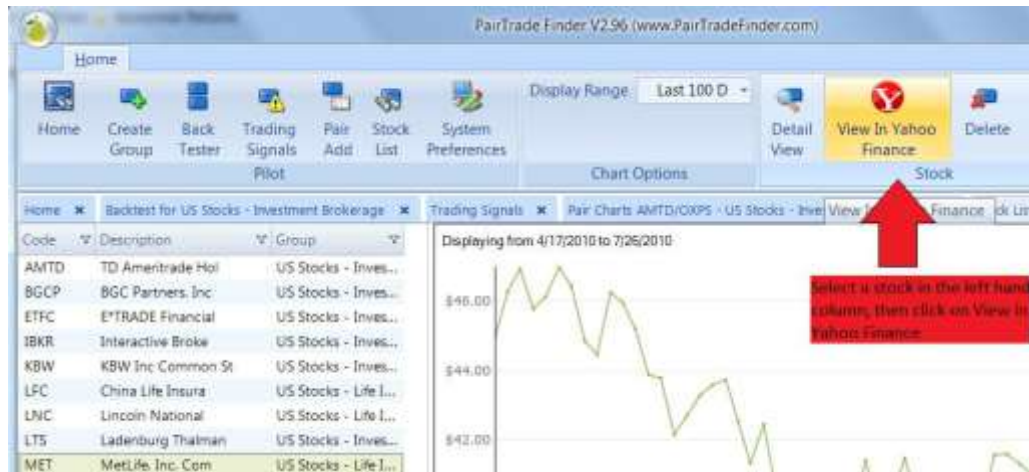 PairTrade Finder V2.96 (www.PairTradeFinder.com)
Home
Home
Create Group
Back Tester
Trading Signals
Pair Add
Stock List
System Preferences
Pilot
Display Range Last 100 D
Chart Options
Detail View
View In Yahoo Finance
Delete
Stock
Home
Backtest for US Stocks - Investment Brokerage
Trading Signals
Pair Charts AMTD/OXPS - US Stocks - Inve
View Finance
Code Description Group
AMTD TD Ameritrade Hol US Stocks - Inves...
BGCP BGC Partners, Inc US Stocks - Inves...
ETFC E*TRADE Financial US Stocks - Inves...
IBKR Interactive Broke US Stocks - Inves...
KBW KBW Inc Common St US Stocks - Inves...
LFC China Life Insura US Stocks - Life I...
LNC Lincoln National US Stocks - Life I...
LTS Ladenburg Thalman US Stocks - Inves...
MET MetLife, Inc. Com US Stocks - Life I...
Displaying from 4/17/2010 to 7/26/2010
$46.00
$44.00
$42.00
Select a stock in the left hand
column, then click on View in
Yahoo Finance